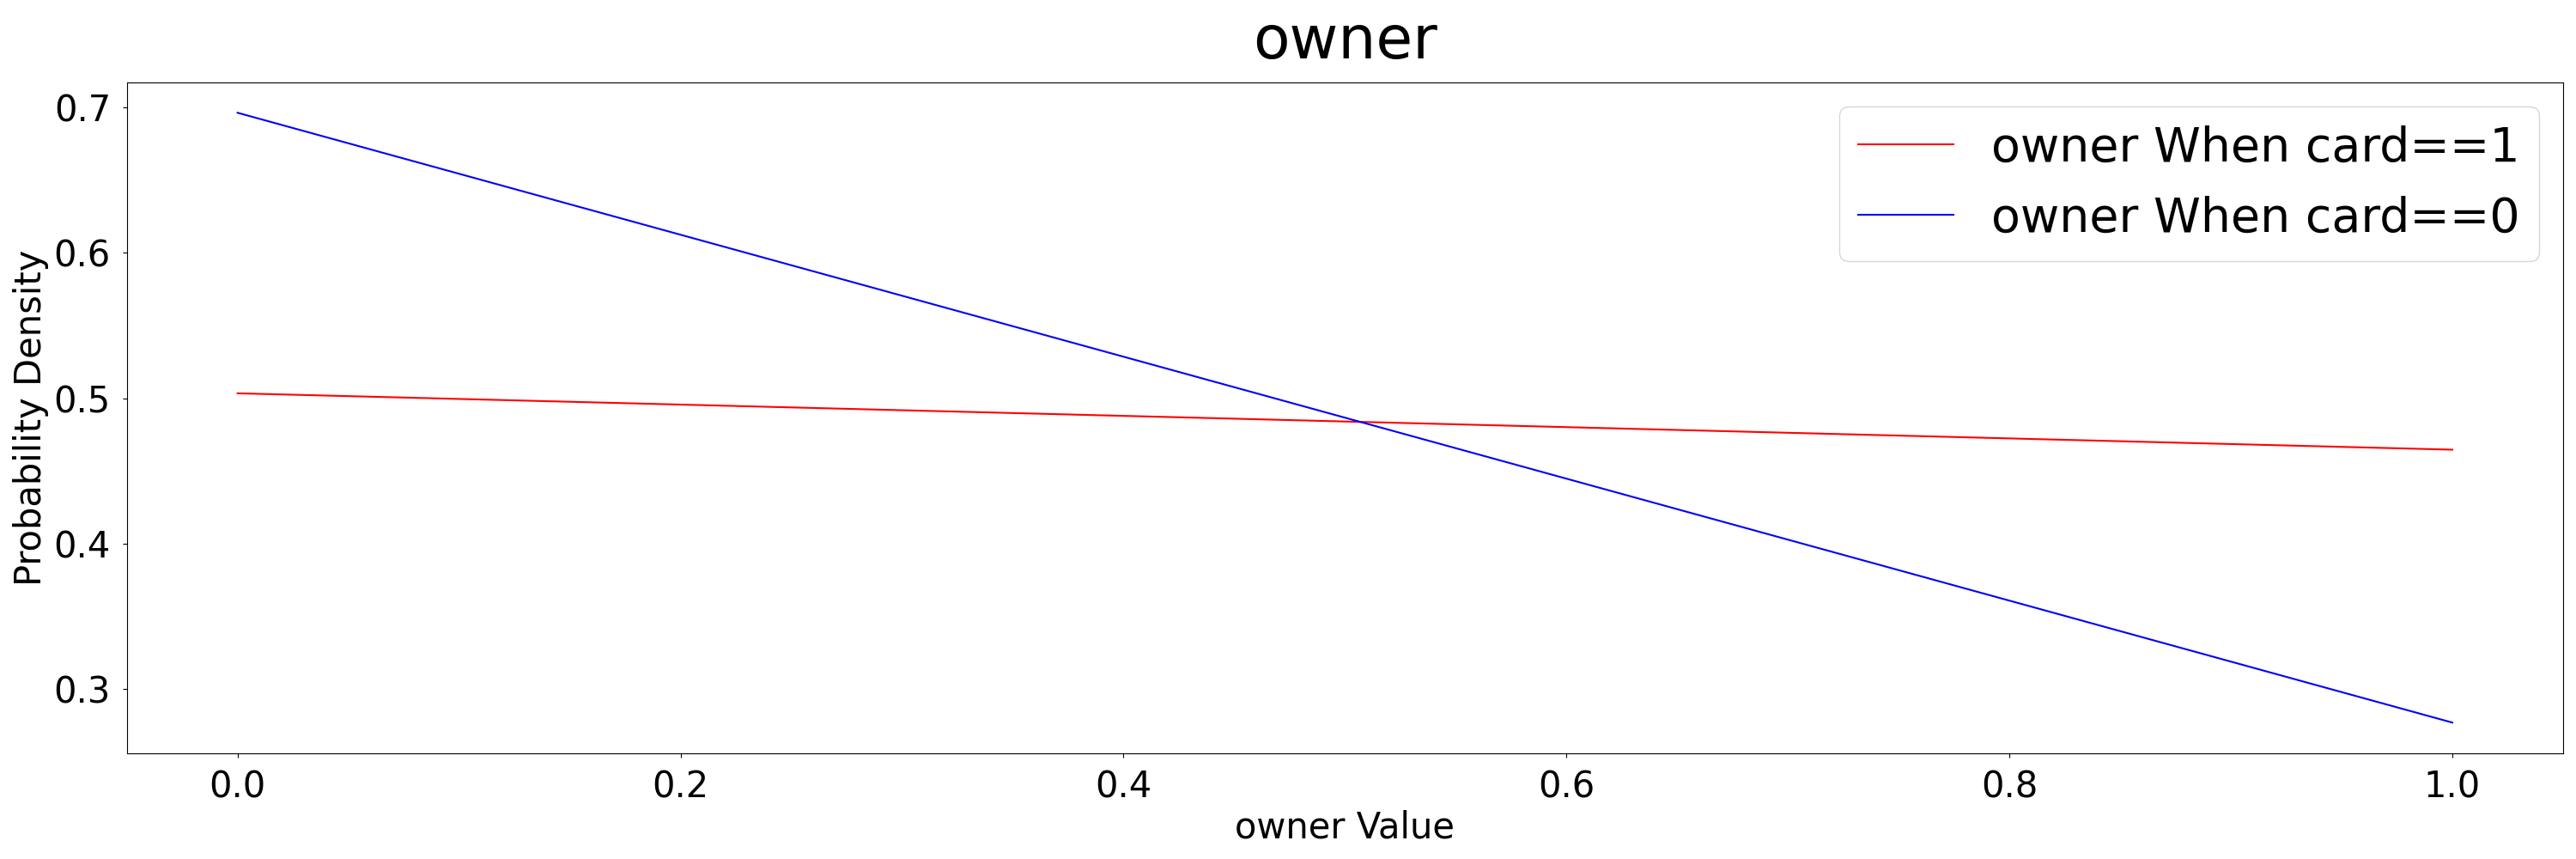 owner
owner When card==1
owner When card==0
Probability Density
0.7
0.6
0.5
0.4
0.3
0.0 0.2 0.4 0.6 0.8 1.0
owner Value